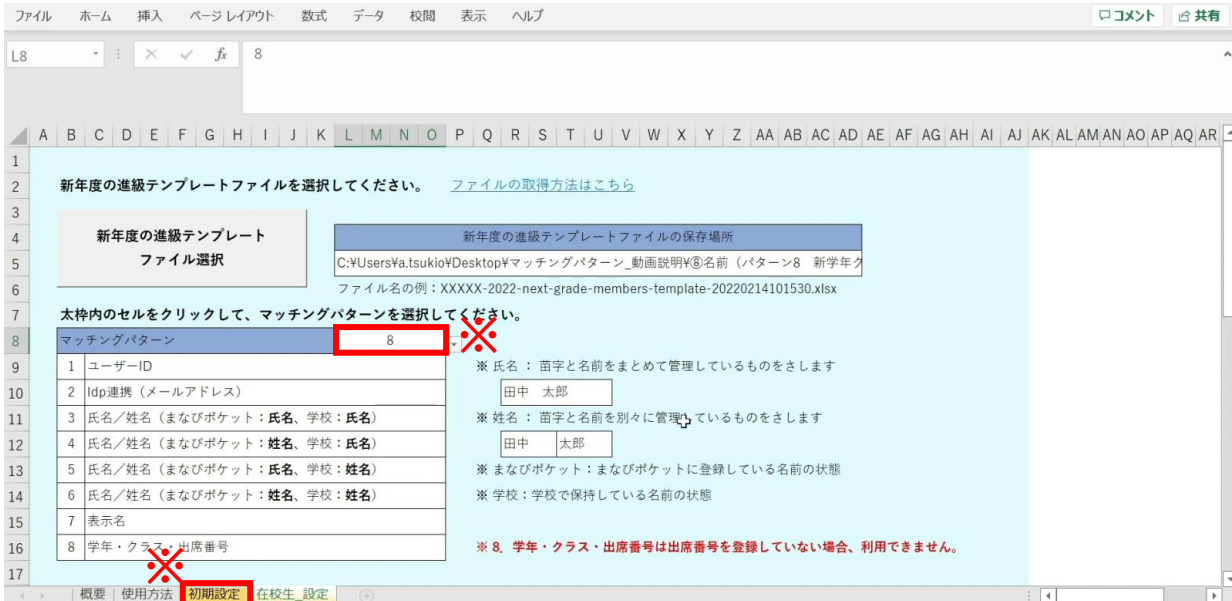 ファイル ホーム 挿入 ページ レイアウト 数式 データ 校閲 表示 ヘルプ コメント 共有
L8 fx 8
A B C D E F G H I J K L M N O P Q R S T U V W X Y Z AA AB AC AD AE AF AG AH AI AJ AK AL AM AN AO AP AQ AR
1
2 新年度の進級テンプレートファイルを選択してください。 ファイルの取得方法はこちら
3
4 新年度の進級テンプレート 新年度の進級テンプレートファイルの保存場所
5 ファイル選択 C:¥Users¥a.tsukio¥Desktop¥マッチングパターン_動画説明¥⑧名前（パターン8 新学年ク
6 ファイル名の例：XXXXX-2022-next-grade-members-template-20220214101530.xlsx
7 太枠内のセルをクリックして、マッチングパターンを選択してください。
8 マッチングパターン 8 ※
9 1 ユーザーID ※ 氏名 ： 苗字と名前をまとめて管理しているものをさします
10 2 Idp連携（メールアドレス） 田中 太郎
11 3 氏名／姓名（まなびポケット：氏名、学校：氏名） ※ 姓名 ： 苗字と名前を別々に管理しているものをさします
12 4 氏名／姓名（まなびポケット：姓名、学校：氏名） 田中 太郎
13 5 氏名／姓名（まなびポケット：氏名、学校：姓名） ※ まなびポケット：まなびポケットに登録している名前の状態
14 6 氏名／姓名（まなびポケット：姓名、学校：姓名） ※ 学校：学校で保持している名前の状態
15 7 表示名
16 8 学年・クラス・出席番号 ※ 8．学年・クラス・出席番号は出席番号を登録していない場合、利用できません。
17 ※
概要 使用方法 初期設定 在校生_設定